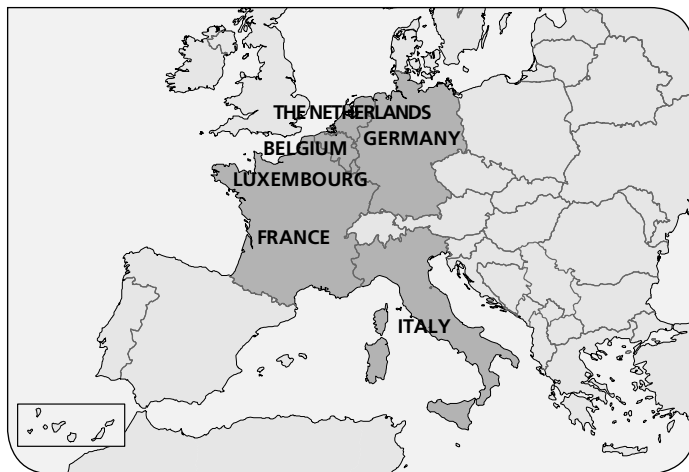 THE NETHERLANDS
GERMANY
BELGIUM
LUXEMBOURG
FRANCE
ITALY